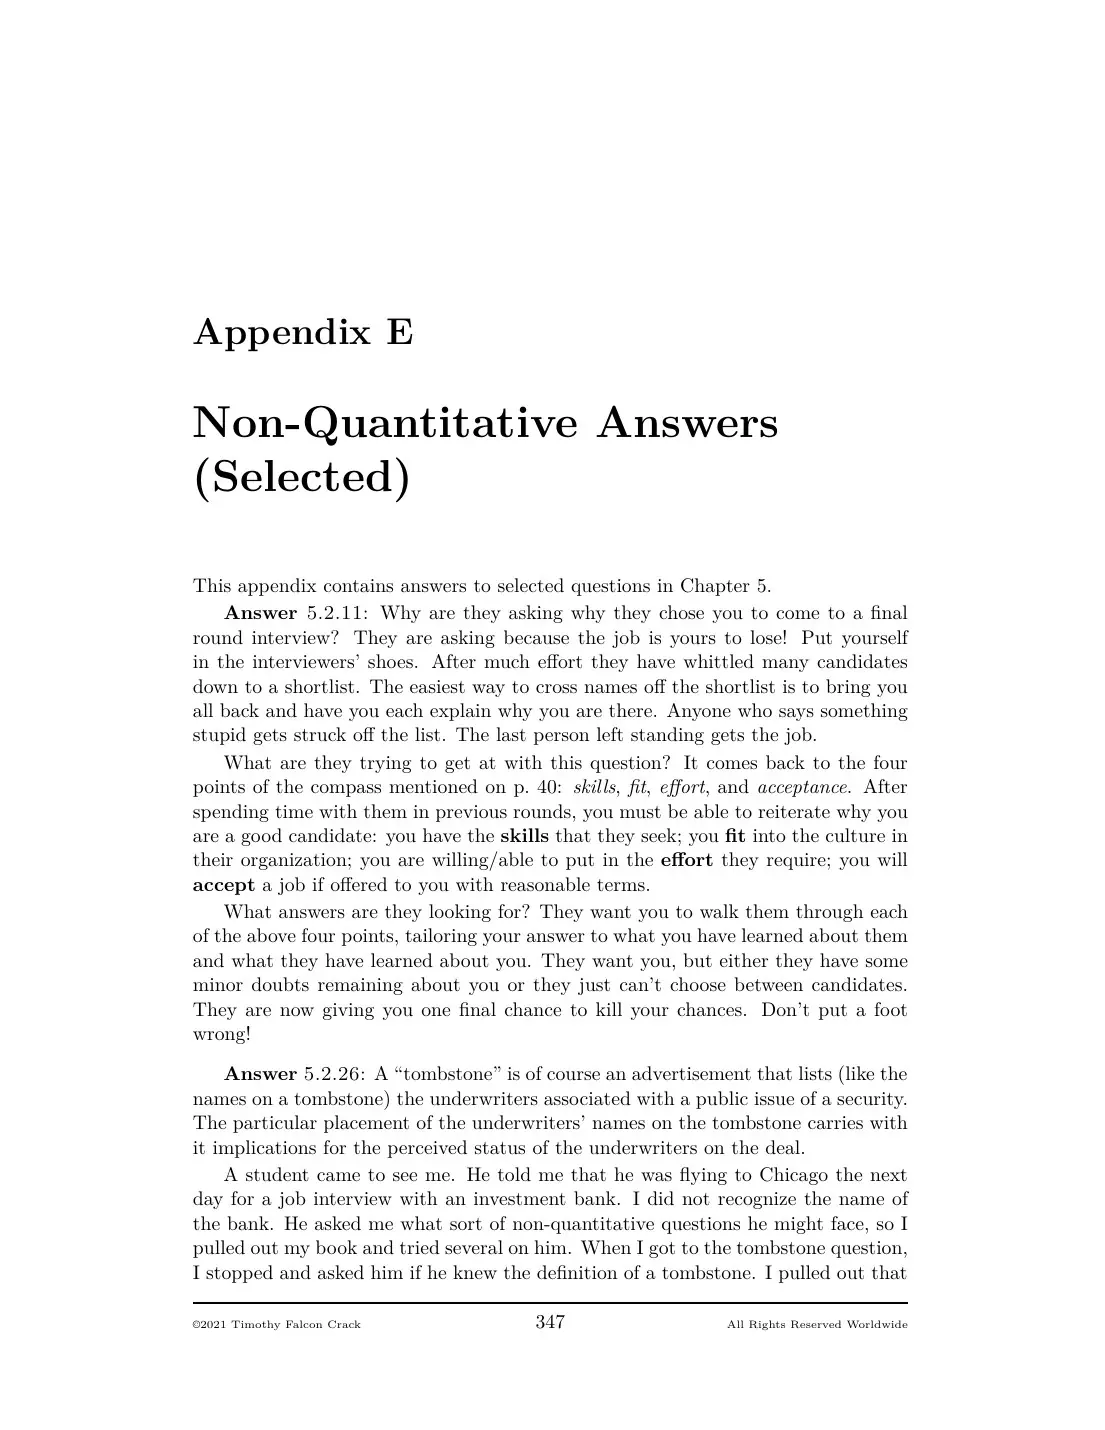 Appendix E
Non-Quantitative Answers
(Selected)
This appendix contains answers to selected questions in Chapter 5.
Answer 5.2.11: Why are they asking why they chose you to come to a final
round interview? They are asking because the job is yours to lose! Put yourself
in the interviewers’ shoes. After much effort they have whittled many candidates
down to a shortlist. The easiest way to cross names off the shortlist is to bring you
all back and have you each explain why you are there. Anyone who says something
stupid gets struck off the list. The last person left standing gets the job.
What are they trying to get at with this question? It comes back to the four
points of the compass mentioned on p. 40: skills, fit, effort, and acceptance. After
spending time with them in previous rounds, you must be able to reiterate why you
are a good candidate: you have the skills that they seek; you fit into the culture in
their organization; you are willing/able to put in the effort they require; you will
accept a job if offered to you with reasonable terms.
What answers are they looking for? They want you to walk them through each
of the above four points, tailoring your answer to what you have learned about them
and what they have learned about you. They want you, but either they have some
minor doubts remaining about you or they just can’t choose between candidates.
They are now giving you one final chance to kill your chances. Don’t put a foot
wrong!
Answer 5.2.26: A “tombstone” is of course an advertisement that lists (like the
names on a tombstone) the underwriters associated with a public issue of a security.
The particular placement of the underwriters’ names on the tombstone carries with
it implications for the perceived status of the underwriters on the deal.
A student came to see me. He told me that he was flying to Chicago the next
day for a job interview with an investment bank. I did not recognize the name of
the bank. He asked me what sort of non-quantitative questions he might face, so I
pulled out my book and tried several on him. When I got to the tombstone question,
I stopped and asked him if he knew the definition of a tombstone. I pulled out that
©2021 Timothy Falcon Crack 347 All Rights Reserved Worldwide